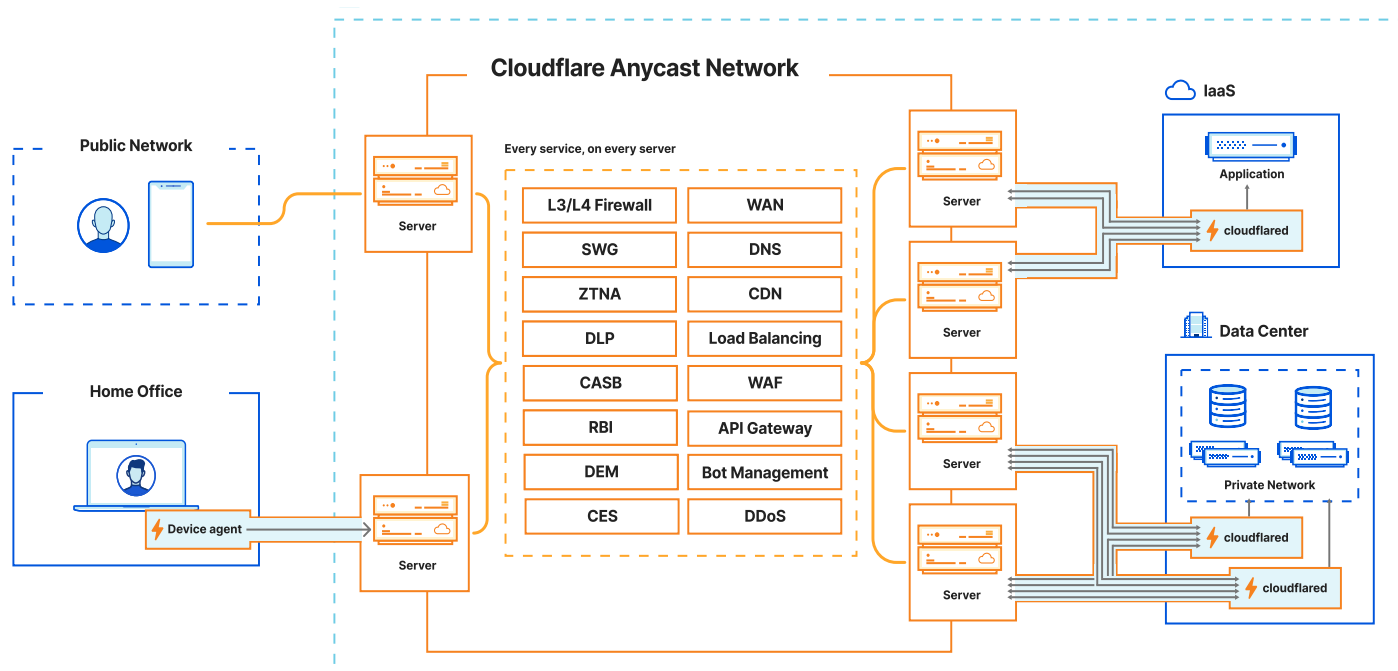 Cloudflare Anycast Network
Public Network
Home Office
Device agent
Server
Server
Every service, on every server
L3/L4 Firewall
WAN
SWG
DNS
ZTNA
CDN
DLP
Load Balancing
CASB
WAF
RBI
API Gateway
DEM
Bot Management
CES
DDoS
Server
Server
Server
Server
IaaS
Application
cloudflared
Data Center
Private Network
cloudflared
cloudflared